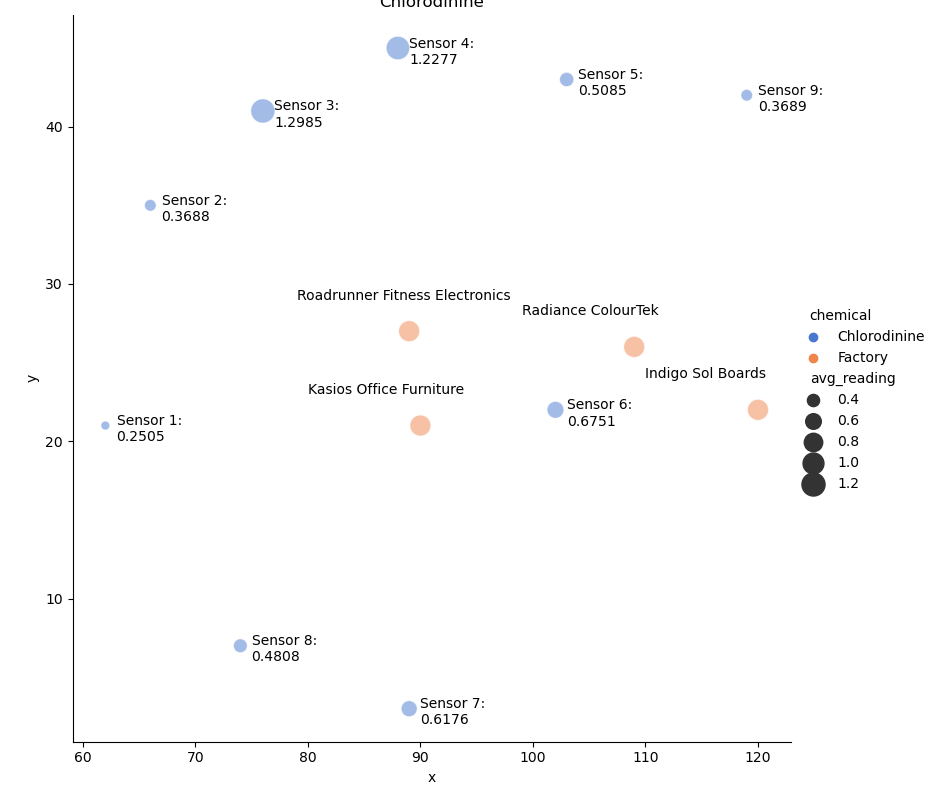 Chlorodinine
Sensor 4:
1.2277
Sensor 5:
0.5085
Sensor 9:
0.3689
Sensor 3:
1.2985
40
Sensor 2:
0.3688
30
Roadrunner Fitness Electronics
Radiance ColourTek
chemical
Chlorodinine
Factory
avg_reading
0.4
0.6
0.8
1.0
1.2
y
Indigo Sol Boards
Kasios Office Furniture
Sensor 6:
0.6751
Sensor 1:
0.2505
20
10
Sensor 8:
0.4808
Sensor 7:
0.6176
60 70 80 90 100 110 120
x